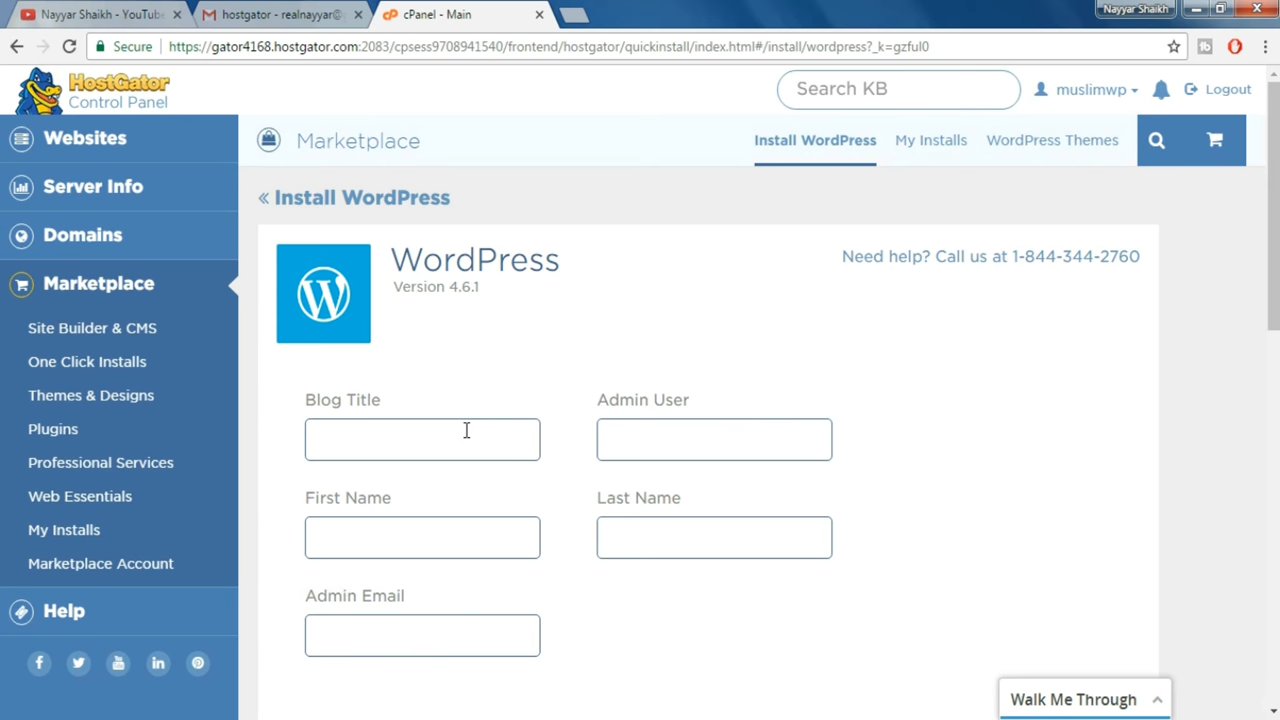 Nayyar Shaikh - YouTube
hostgator - realnayyar@
cPanel - Main
Nayyar Shaikh
Secure
https://gator4168.hostgator.com:2083/cpsess9708941540/frontend/hostgator/quickinstall/index.html#/install/wordpress?_k=gzful0
HostGator
Control Panel
Search KB
muslimwp
Logout
Websites
Server Info
Domains
Marketplace
Site Builder & CMS
One Click Installs
Themes & Designs
Plugins
Professional Services
Web Essentials
My Installs
Marketplace Account
Help
Marketplace
Install WordPress
My Installs
WordPress Themes
« Install WordPress
WordPress
Version 4.6.1
Need help? Call us at 1-844-344-2760
Blog Title
Admin User
First Name
Last Name
Admin Email
Walk Me Through